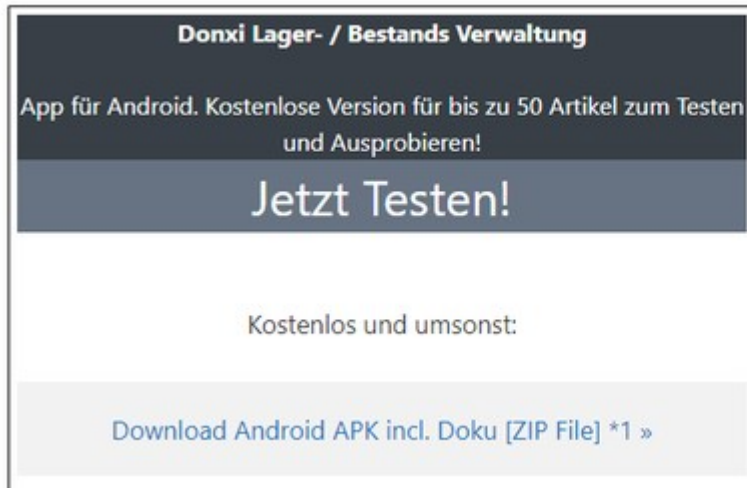 Donxi Lager- / Bestands Verwaltung
App für Android. Kostenlose Version für bis zu 50 Artikel zum Testen
und Ausprobieren!
Jetzt Testen!
Kostenlos und umsonst:
Download Android APK incl. Doku [ZIP File] *1 »